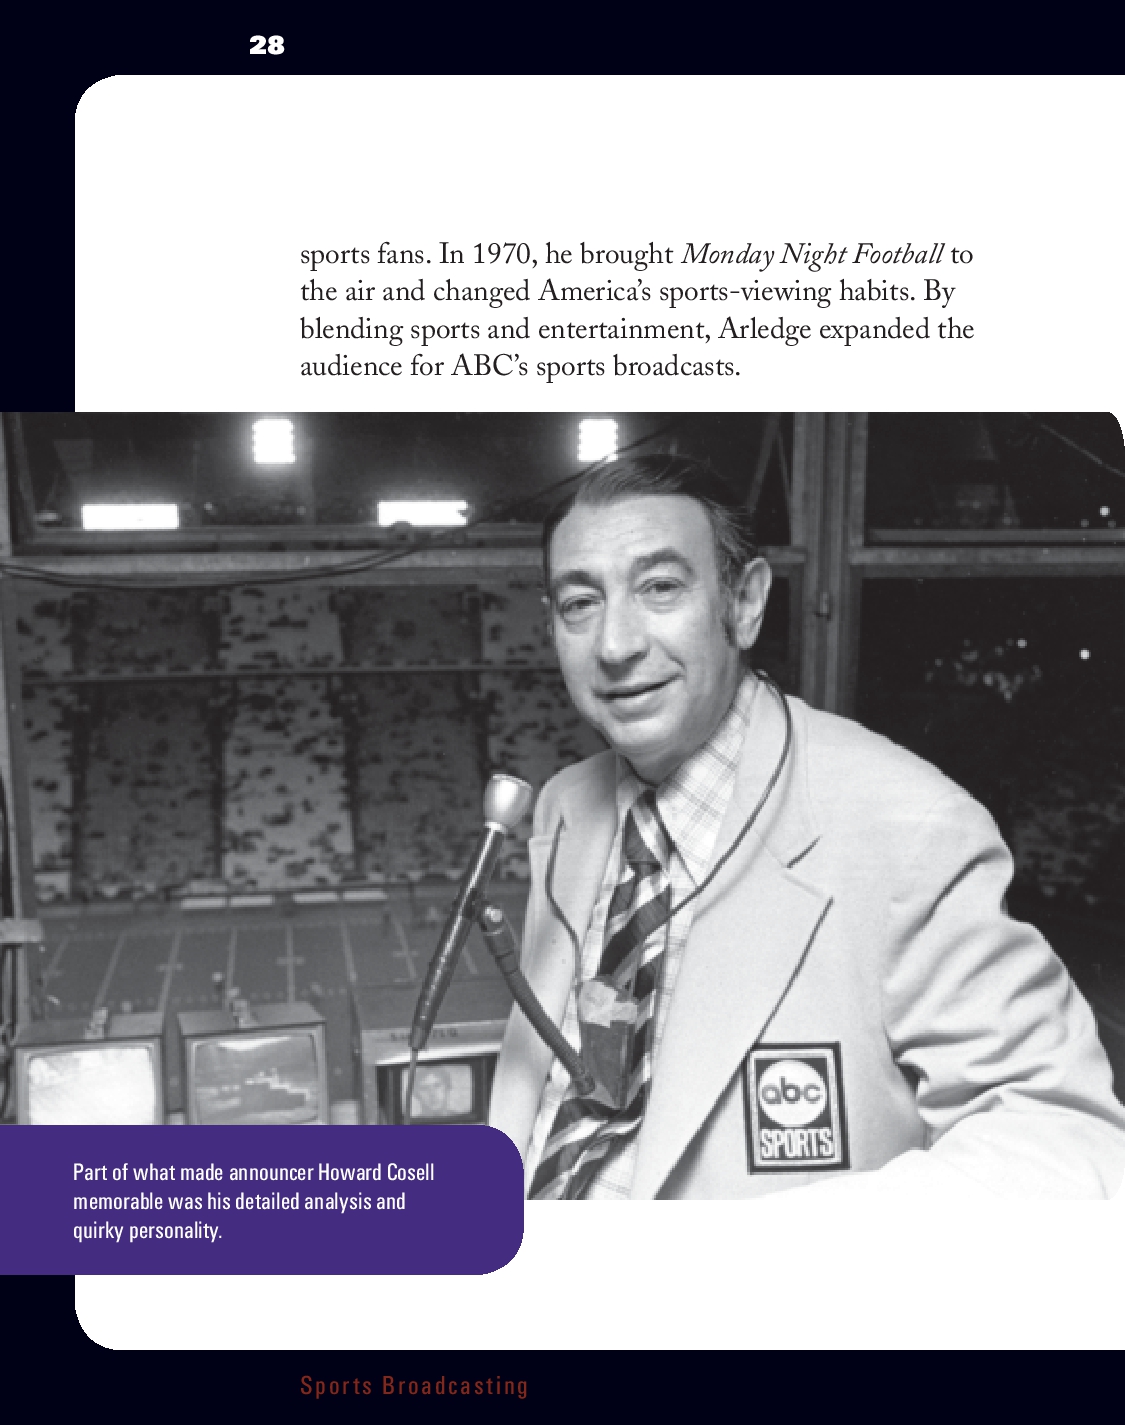 28
sports fans. In 1970, he brought Monday Night Football to
the air and changed America's sports-viewing habits. By
blending sports and entertainment, Arledge expanded the
audience for ABC's sports broadcasts.
abc
SPORTS
Part of what made announcer Howard Cosell
memorable was his detailed analysis and
quirky personality.
Sports Broadcasting